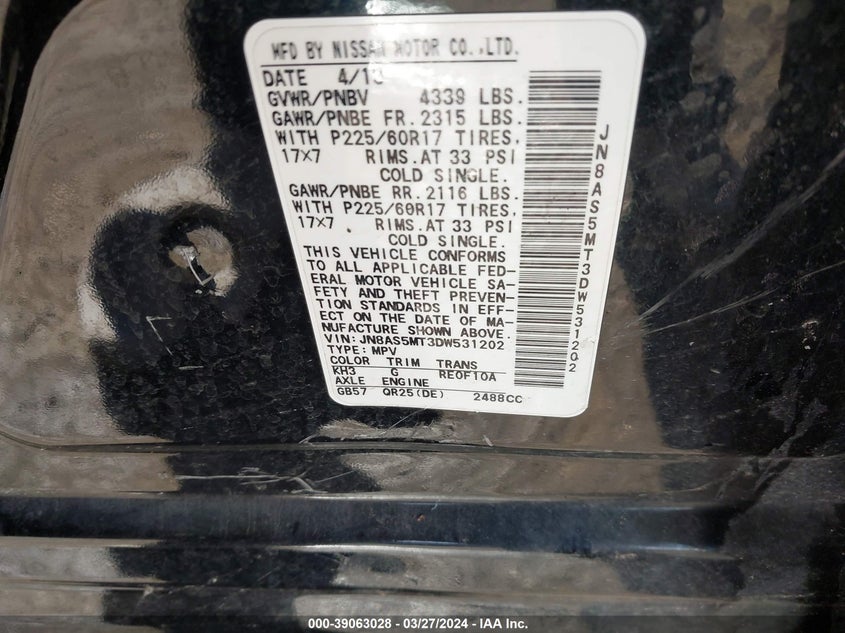 MFD BY NISSAN MOTOR CO.,LTD.
DATE 4/13
GVWR/PNBV 4339 LBS.
GAWR/PNBE FR. 2315 LBS.
WITH P225/60R17 TIRES,
17X7 RIMS.AT 33 PSI
COLD SINGLE.
GAWR/PNBE RR. 2116 LBS.
WITH P225/60R17 TIRES,
17X7 RIMS.AT 33 PSI
COLD SINGLE.
THIS VEHICLE CONFORMS
TO ALL APPLICABLE FED-
ERAL MOTOR VEHICLE SA-
FETY AND THEFT PREVEN-
TION STANDARDS IN EFF-
ECT ON THE DATE OF MA-
NUFACTURE SHOWN ABOVE.
VIN: JN8AS5MT3DW531202
TYPE: MPV
COLOR TRIM TRANS
KH3 G RE0F10A
AXLE ENGINE
GB57 QR25(DE) 2488CC
JN8AS5MT3DW531202
000-39063028 - 03/27/2024 - IAA Inc.